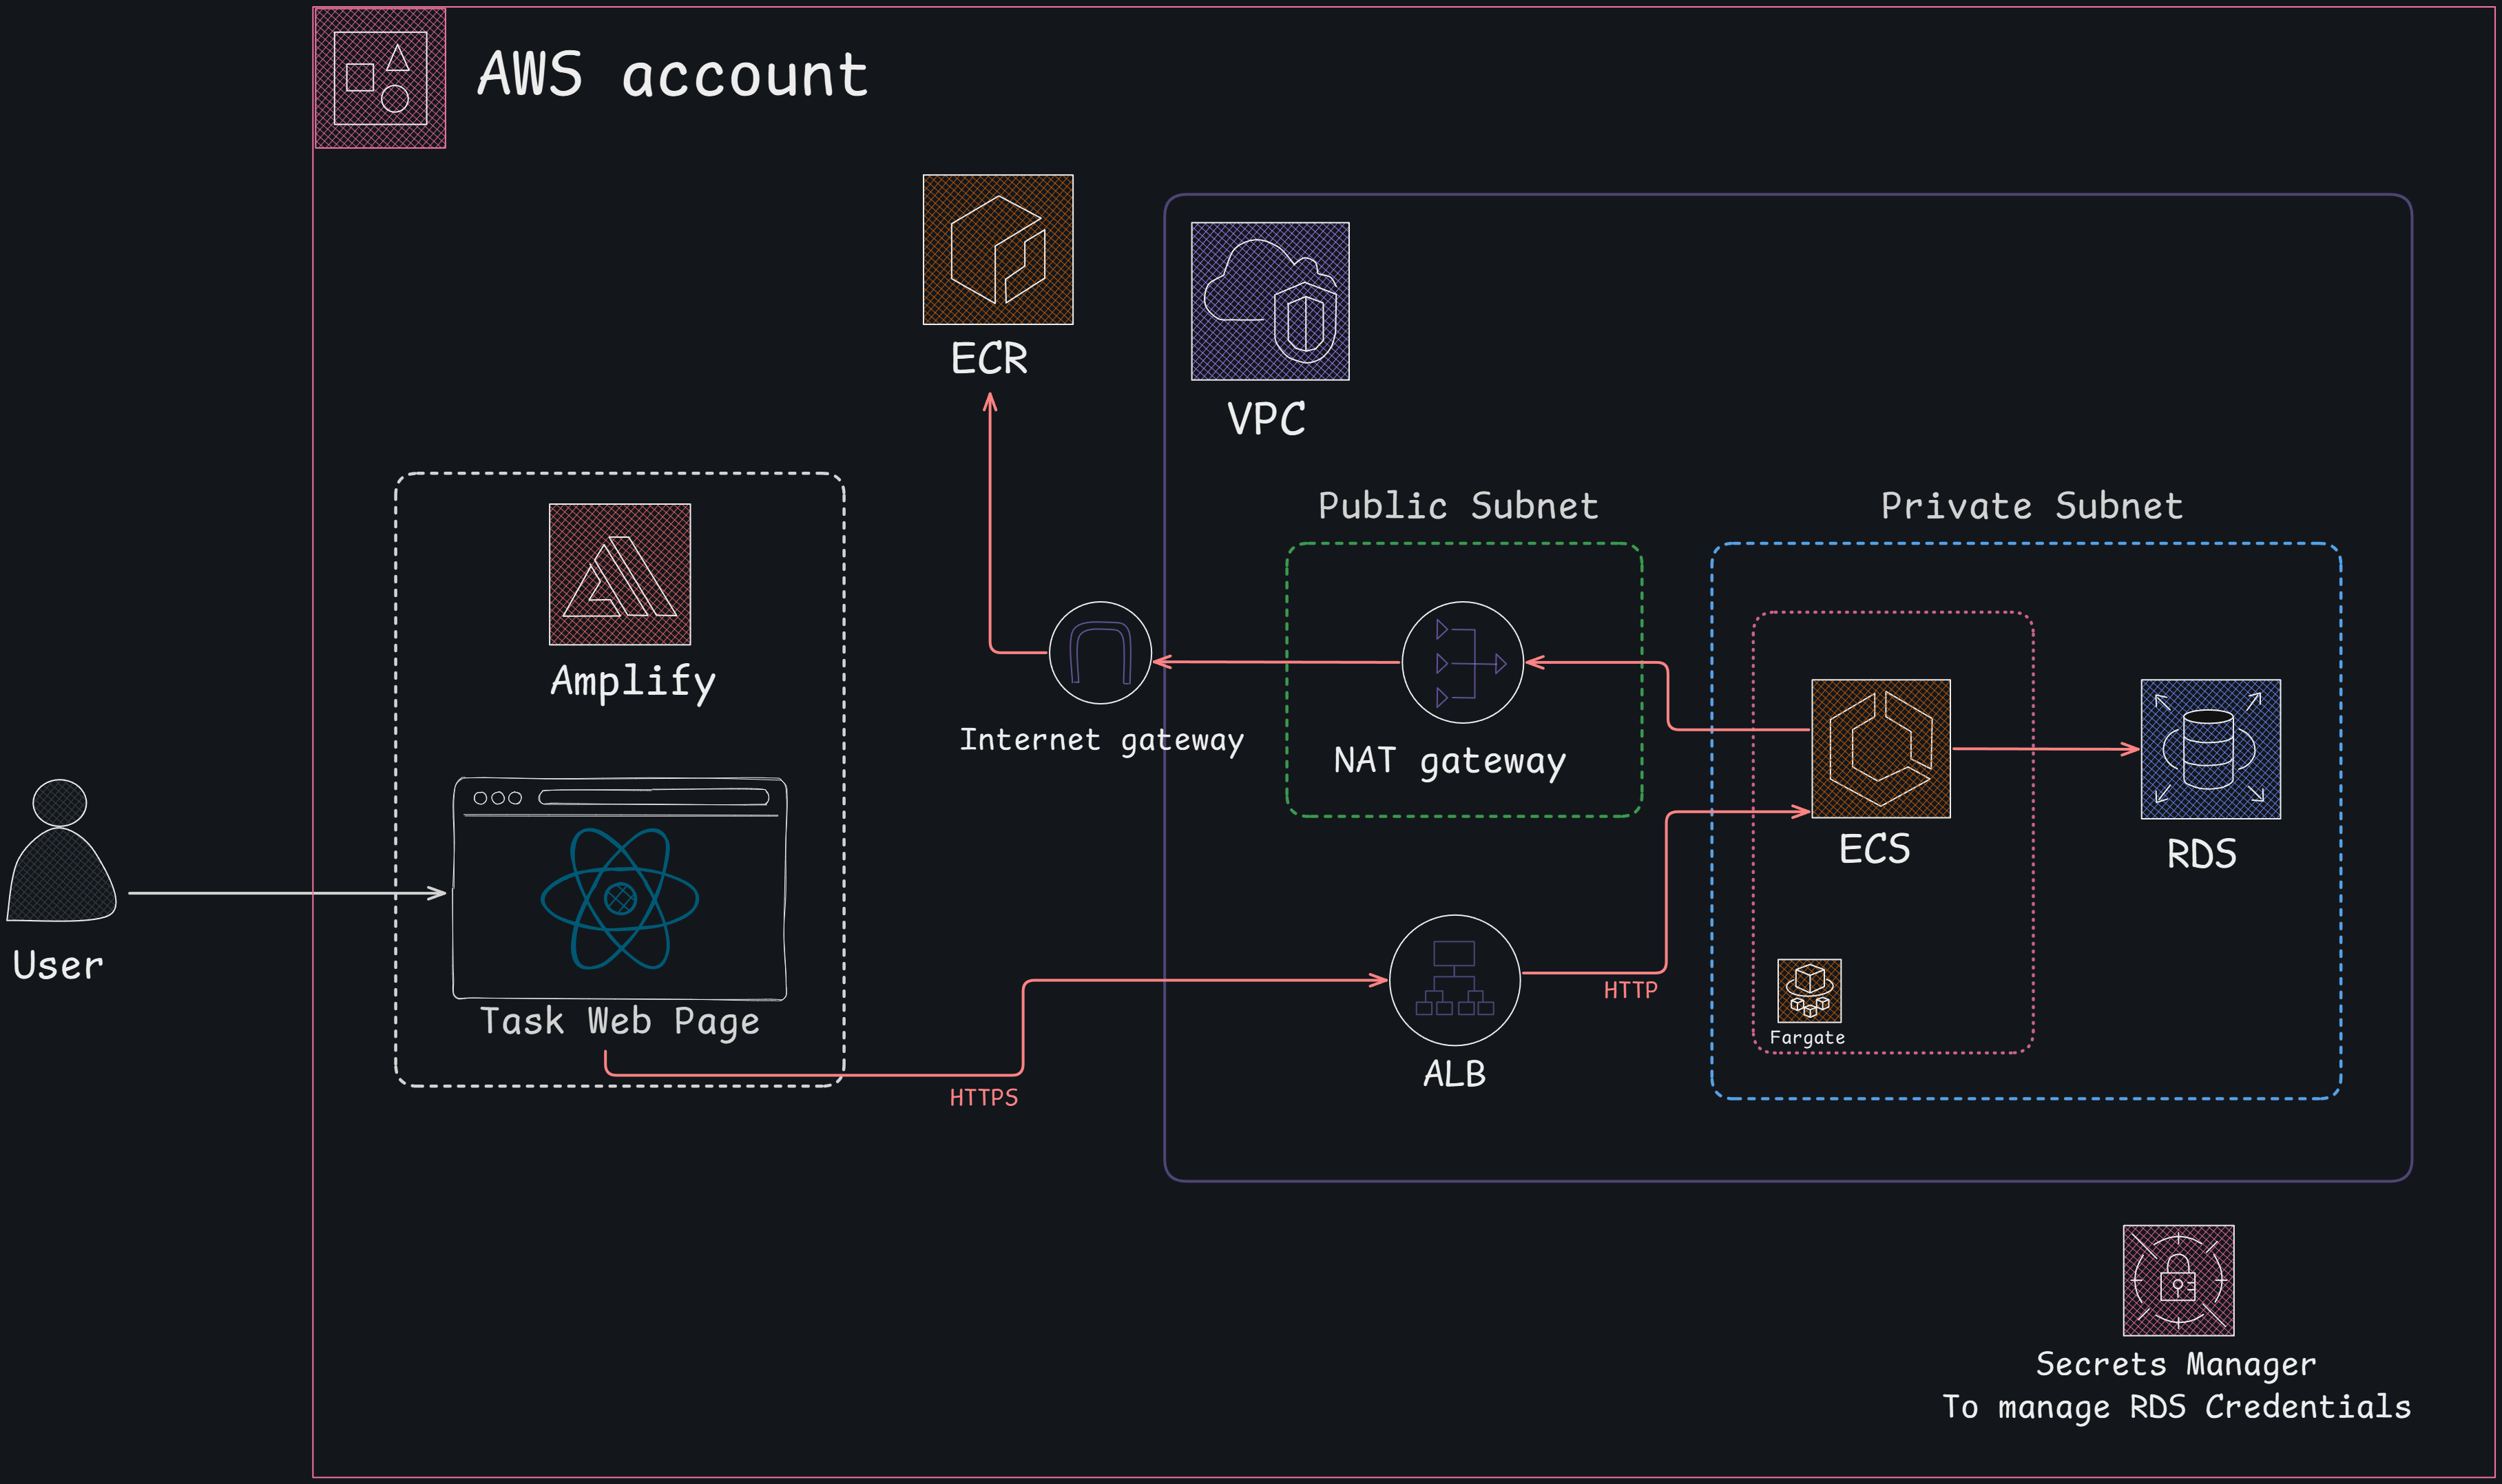 AWS account
ECR
VPC
Public Subnet
Private Subnet
Amplify
Internet gateway
NAT gateway
ECS
RDS
User
Task Web Page
HTTPS
ALB
HTTP
Fargate
Secrets Manager
To manage RDS Credentials